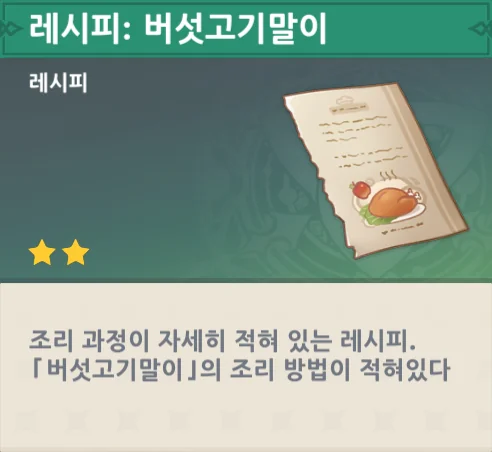 레시피: 버섯고기말이
레시피
조리 과정이 자세히 적혀 있는 레시피.
「버섯고기말이」의 조리 방법이 적혀있다